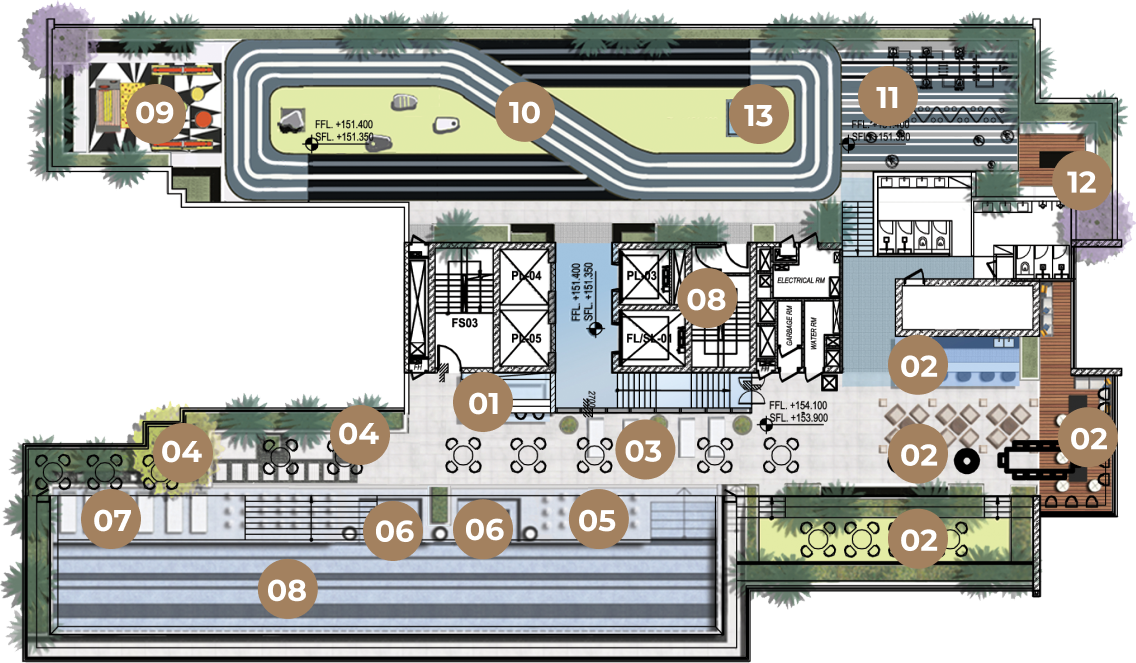 09
10
13
11
12
FFL. +151.400
SFL. +151.350
FFL. +151.400
SFL. +151.350
PL-04
PL-03
FFL. +151.400
SFL. +151.350
08
ELECTRICAL RM
GARBAGE RM
WATER RM
FS03
PL-05
FL/SL-01
FH
FH
02
01
FFL. +154.100
SFL. +153.900
04
04
03
02
02
07
06
06
05
02
08